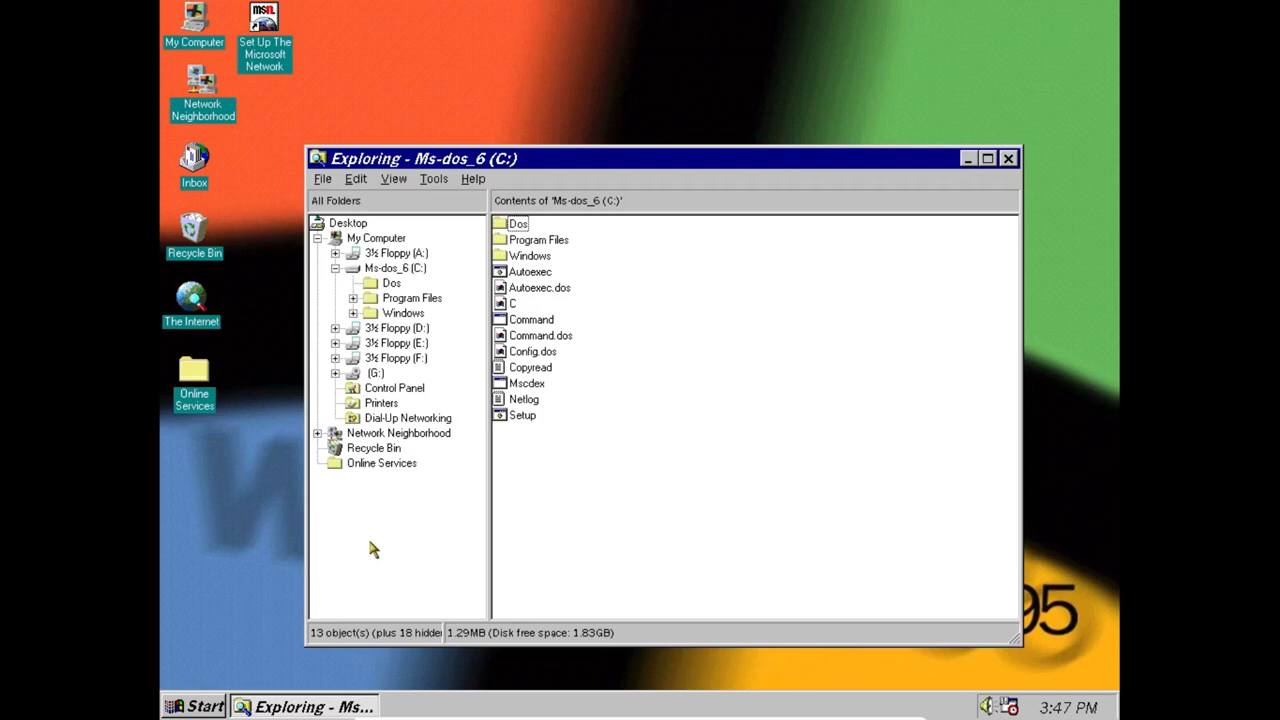 My Computer
msn.
Set Up The
Microsoft
Network
Network
Neighborhood
Inbox
Recycle Bin
The Internet
Online
Services
Exploring - Ms-dos_6 (C:)
File Edit View Tools Help
All Folders
Contents of 'Ms-dos_6 (C:)'
Desktop
My Computer
3½ Floppy (A:)
Ms-dos_6 (C:)
Dos
Program Files
Windows
3½ Floppy (D:)
3½ Floppy (E:)
3½ Floppy (F:)
(G:)
Control Panel
Printers
Dial-Up Networking
Network Neighborhood
Recycle Bin
Online Services
Dos
Program Files
Windows
Autoexec
Autoexec.dos
C
Command
Command.dos
Config.dos
Copyread
Mscdex
Netlog
Setup
13 object(s) (plus 18 hidde
1.29MB (Disk free space: 1.83GB)
W
95
Start
Exploring - Ms...
3:47 PM